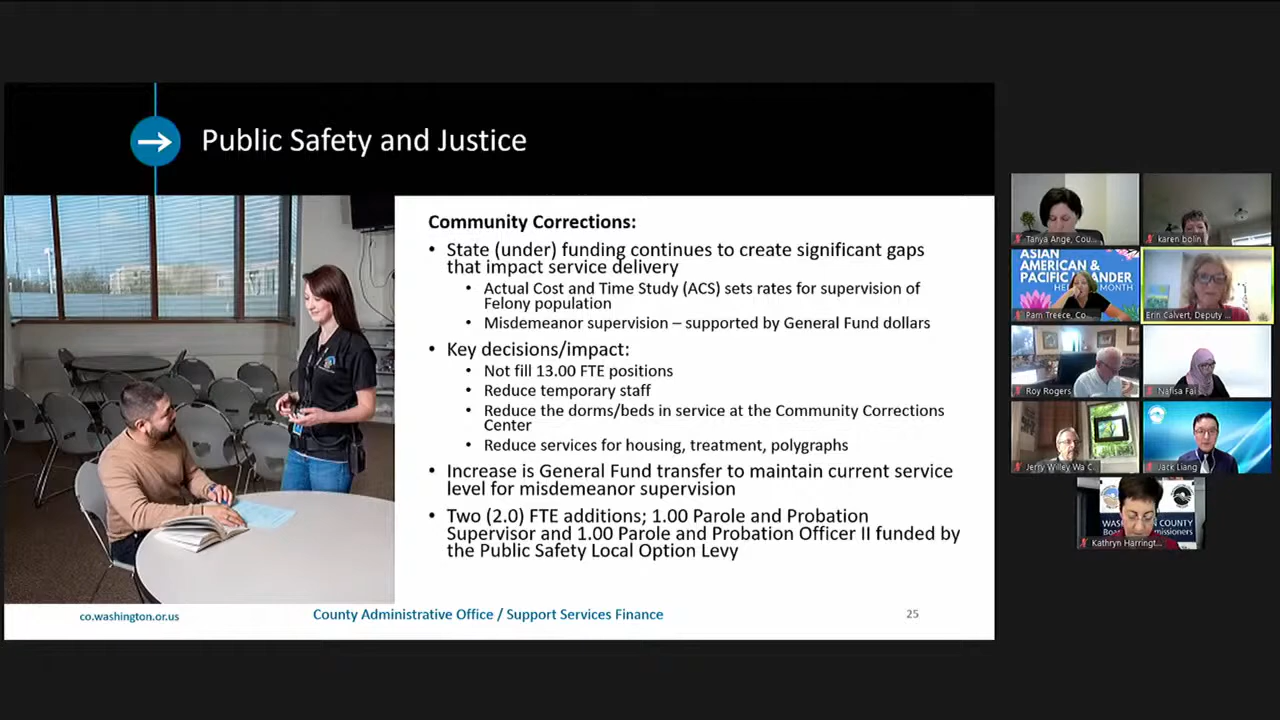 Public Safety and Justice
Community Corrections:
• State (under) funding continues to create significant gaps
that impact service delivery
• Actual Cost and Time Study (ACS) sets rates for supervision of
Felony population
• Misdemeanor supervision – supported by General Fund dollars
• Key decisions/impact:
• Not fill 13.00 FTE positions
• Reduce temporary staff
• Reduce the dorms/beds in service at the Community Corrections
Center
• Reduce services for housing, treatment, polygraphs
• Increase is General Fund transfer to maintain current service
level for misdemeanor supervision
• Two (2.0) FTE additions; 1.00 Parole and Probation
Supervisor and 1.00 Parole and Probation Officer II funded by
the Public Safety Local Option Levy
co.washington.or.us
County Administrative Office / Support Services Finance
25
Tanya Ange, Cou...
karen bolin
ASIAN
AMERICAN &
PACIFIC ISLANDER
MONTH
Pam Treece, Co...
Erin Calvert, Deputy ...
Roy Rogers
Nafisa Fai
Jerry Willey Wa C...
Jack Liang
COUNTY
Kathryn Harringt...